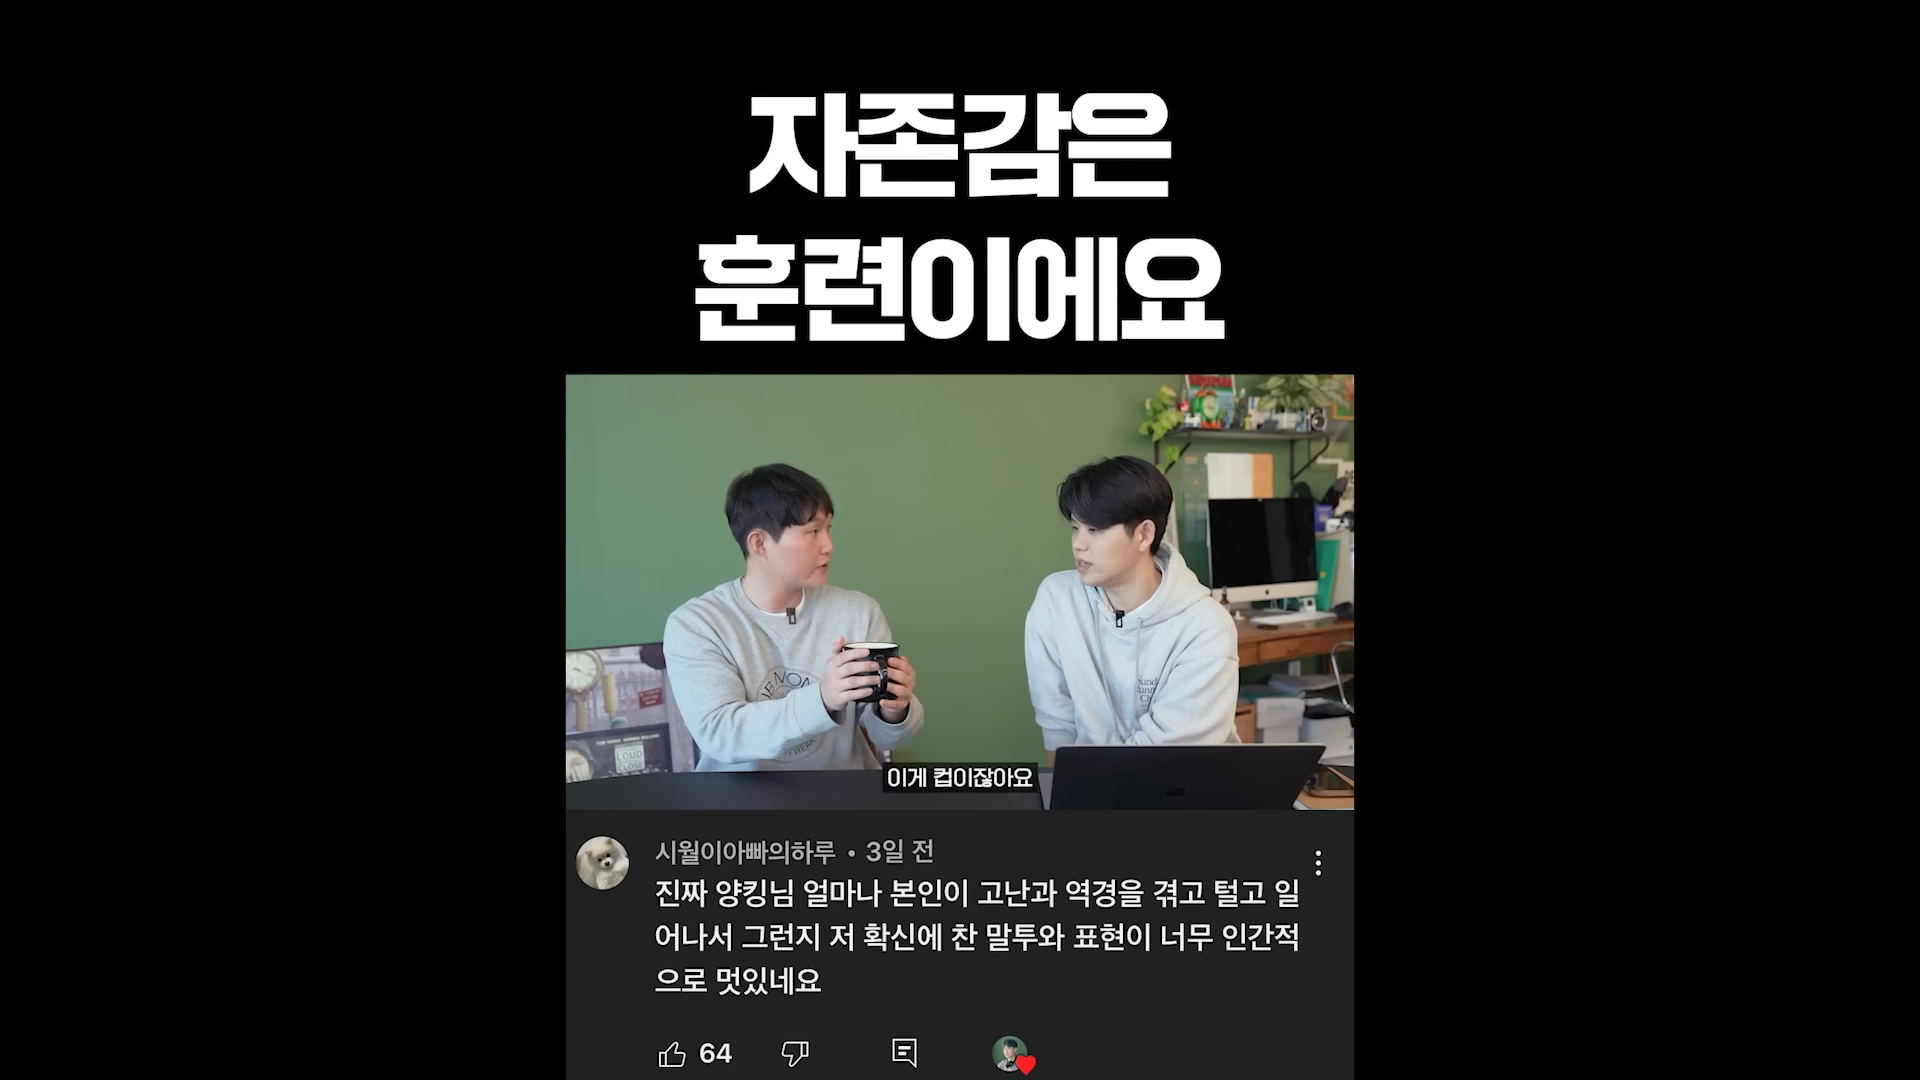 자존감은
훈련이에요
LOUD
이게 컵이잖아요
시월이아빠의하루 • 3일 전
진짜 양킹님 얼마나 본인이 고난과 역경을 겪고 털고 일
어나서 그런지 저 확신에 찬 말투와 표현이 너무 인간적
으로 멋있네요
64